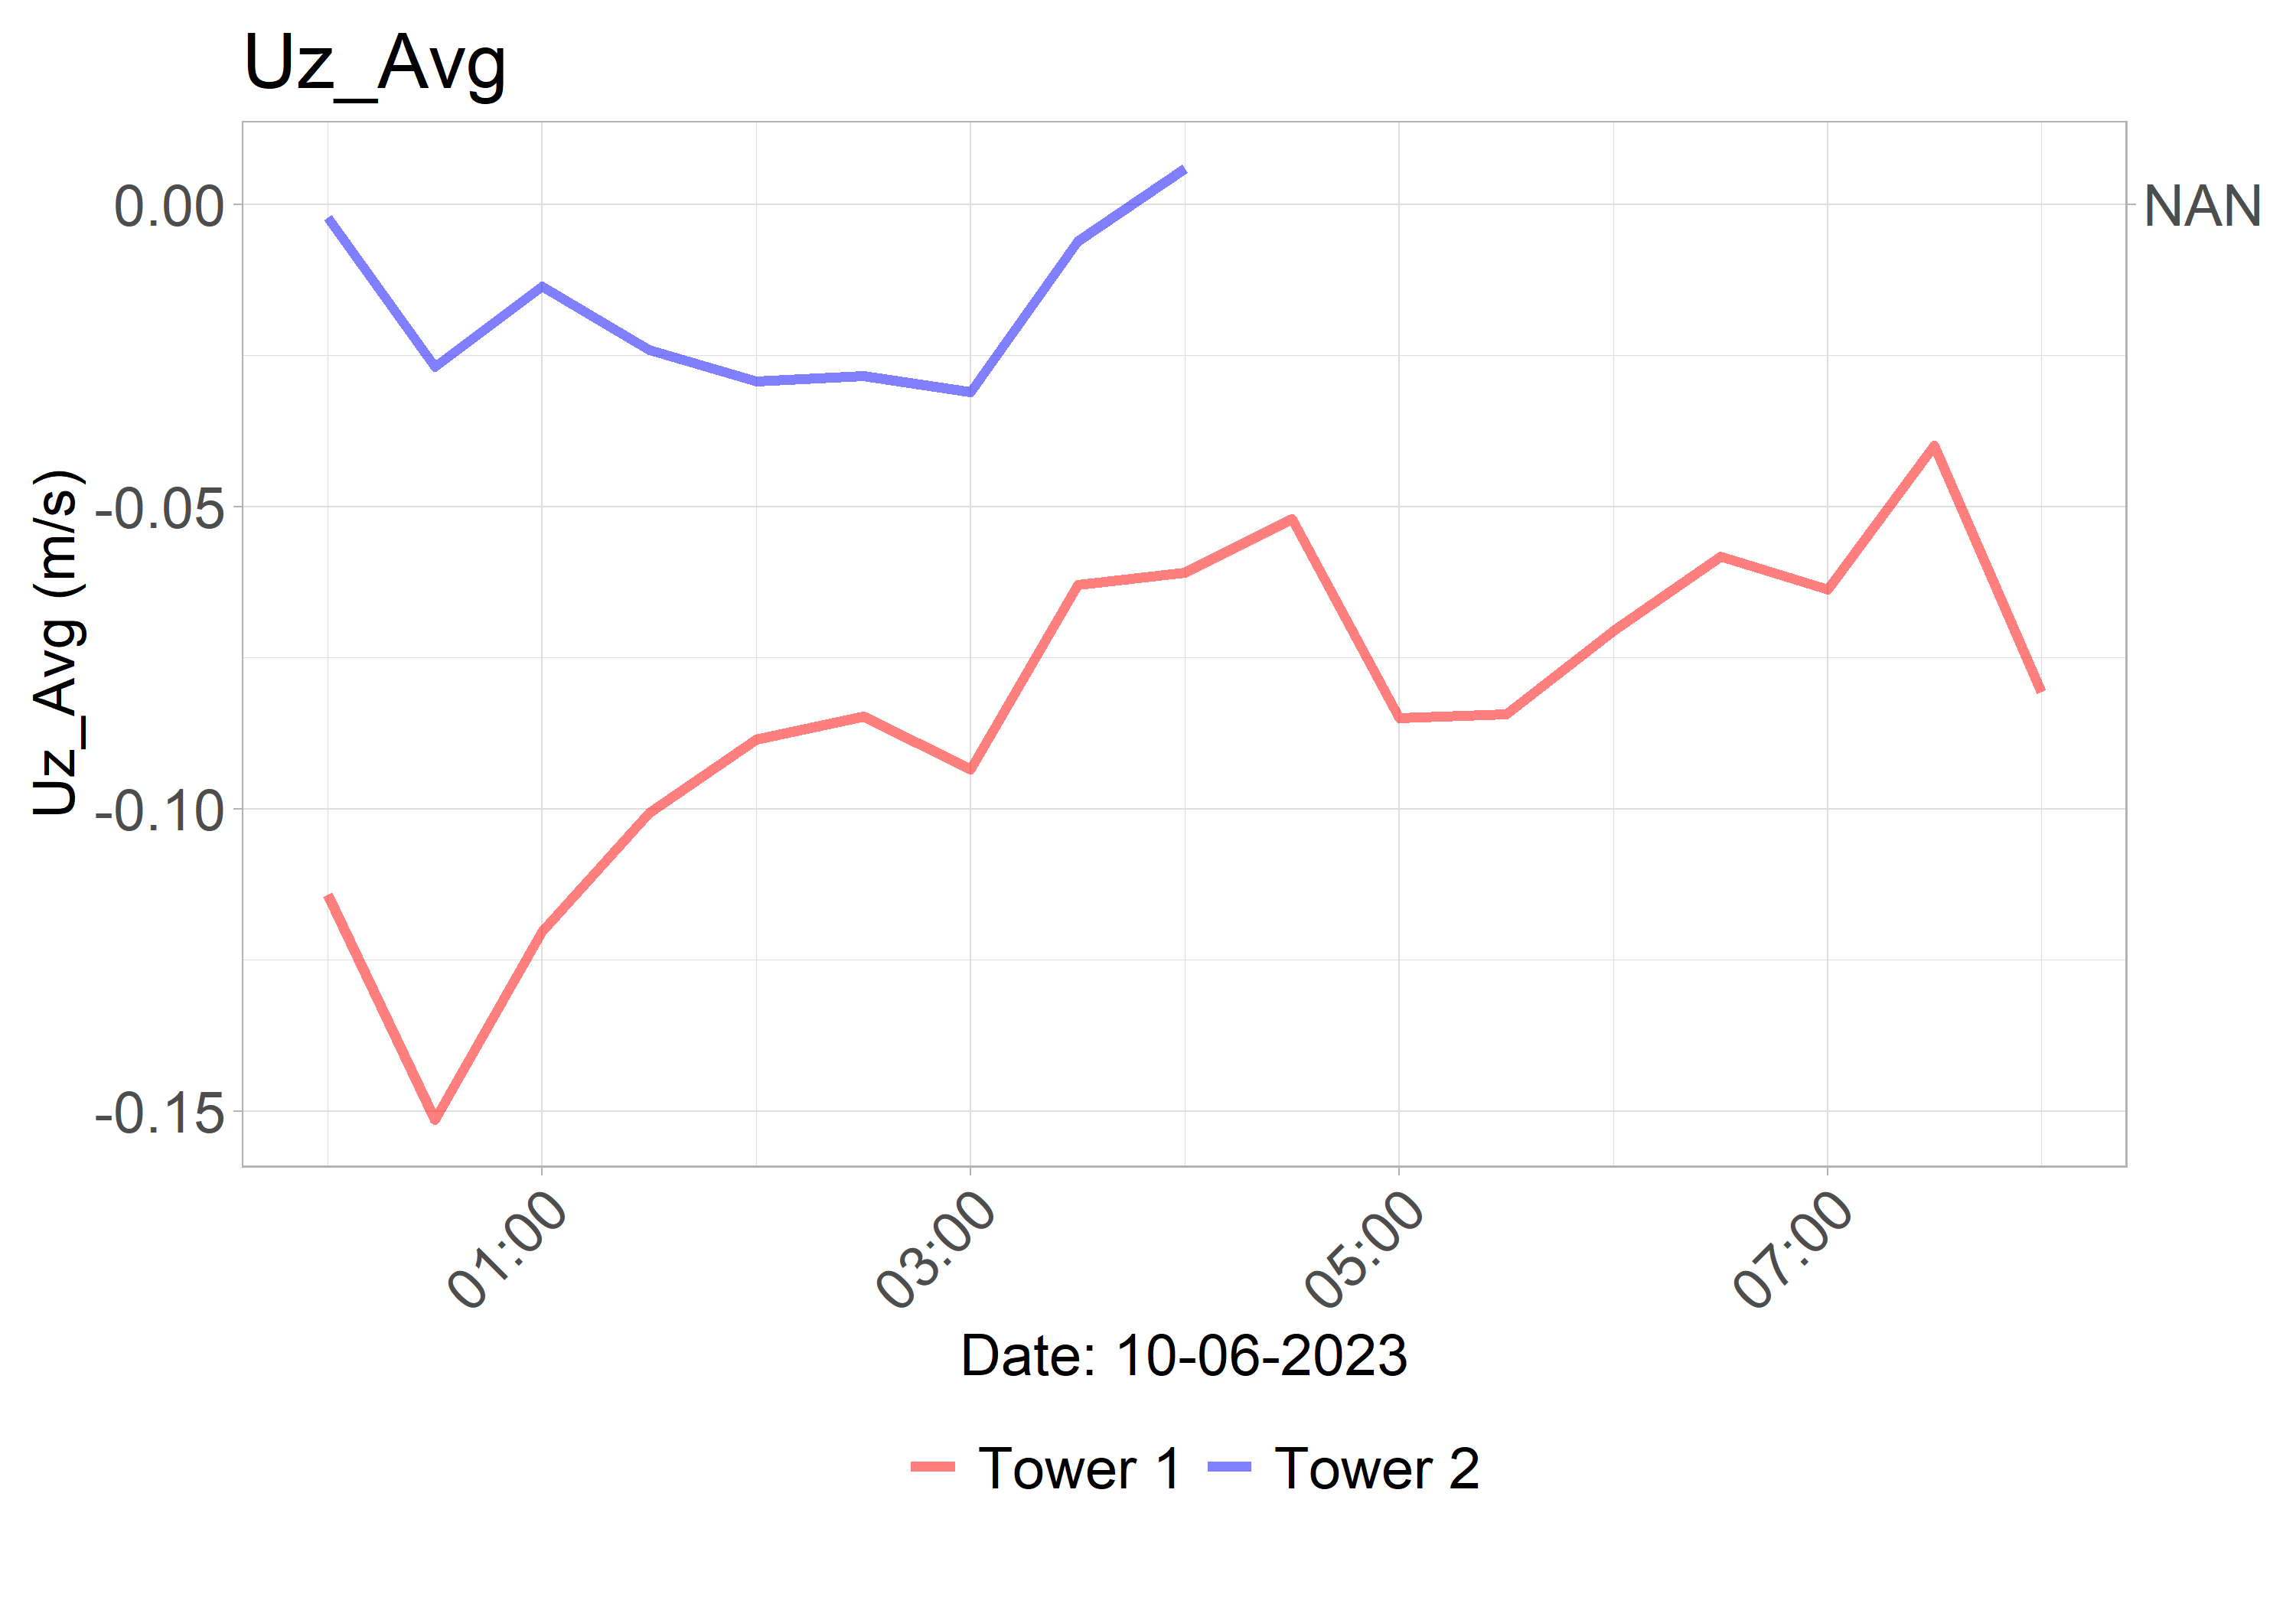 Uz_Avg
0.00
-0.05
-0.10
-0.15
NAN
Uz_Avg (m/s)
01:00
03:00
05:00
07:00
Date: 10-06-2023
Tower 1
Tower 2